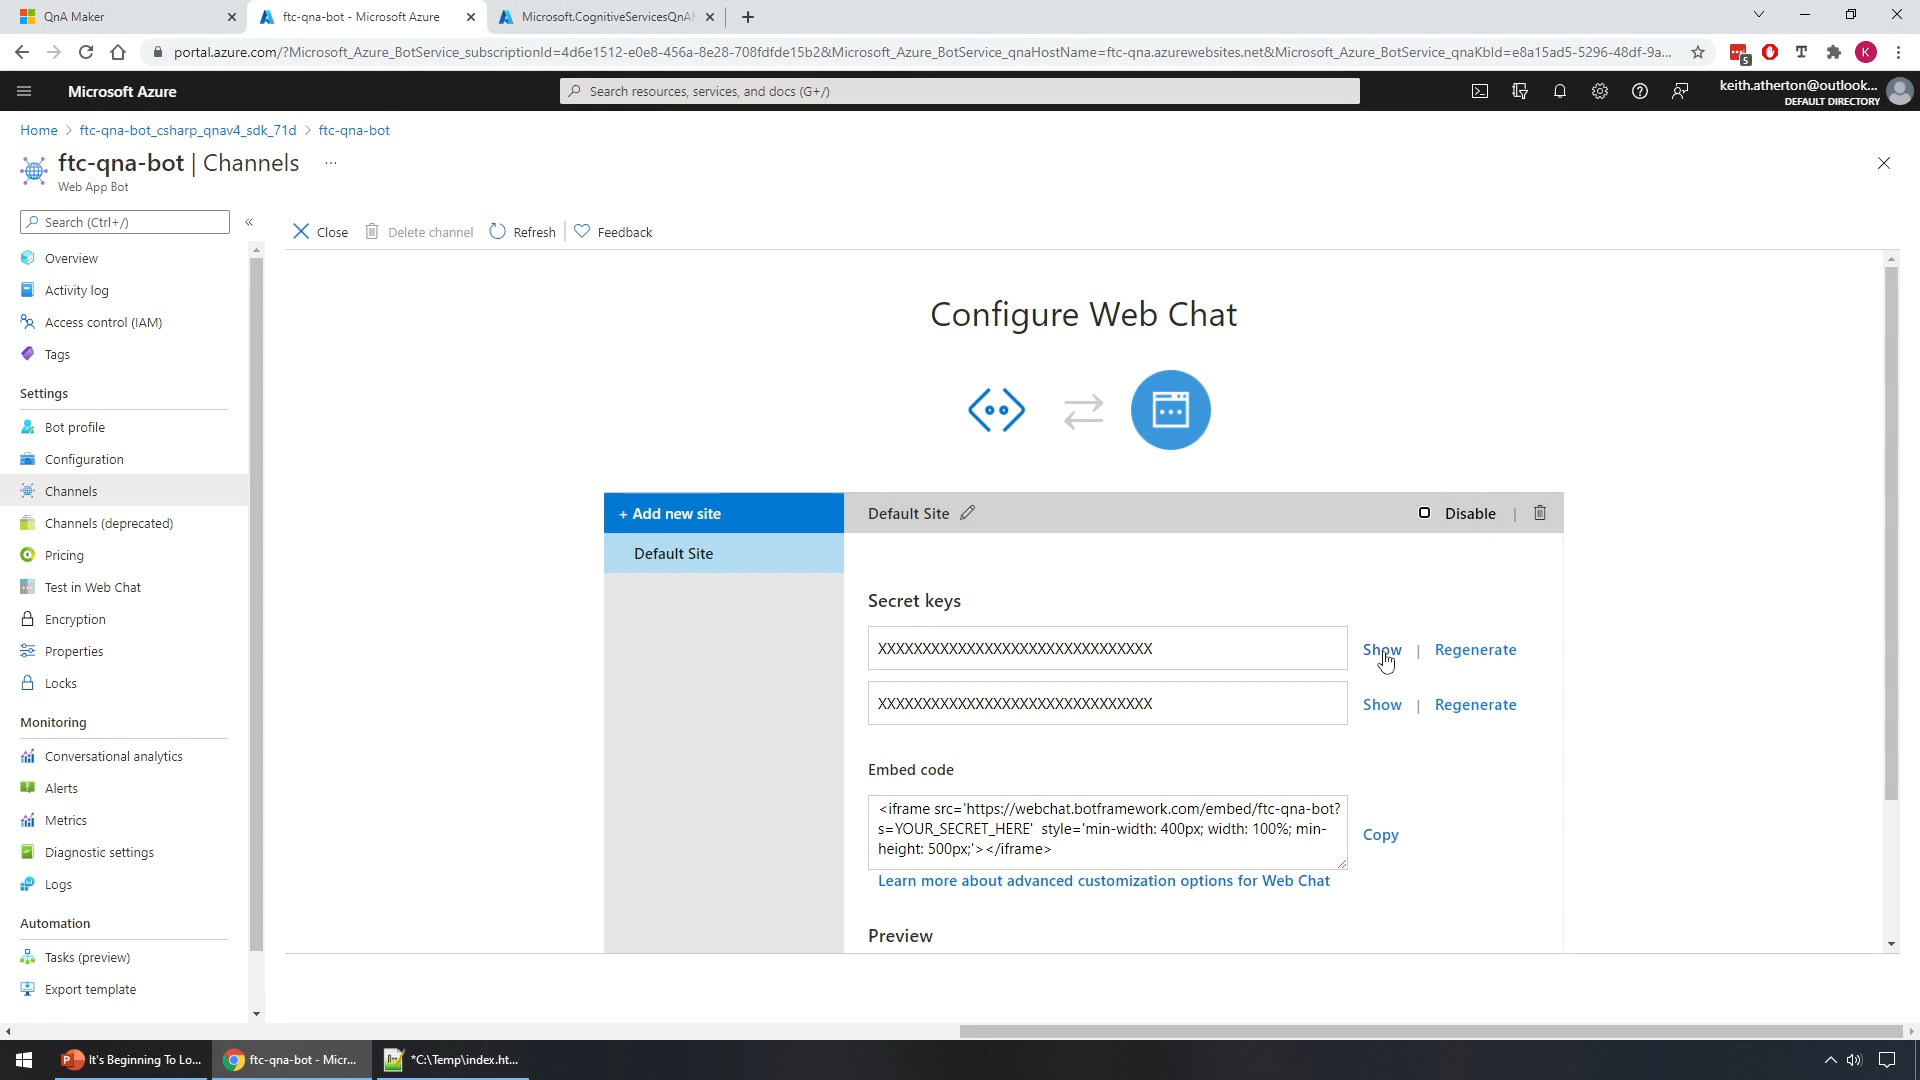 QnA Maker
ftc-qna-bot - Microsoft Azure
Microsoft.CognitiveServicesQnAM
portal.azure.com/?Microsoft_Azure_BotService_subscriptionId=4d6e1512-e0e8-456a-8e28-708fdfde15b2&Microsoft_Azure_BotService_qnaHostName=ftc-qna.azurewebsites.net&Microsoft_Azure_BotService_qnaKbId=e8a15ad5-5296-48df-9a...
5
K
Microsoft Azure
Search resources, services, and docs (G+/)
keith.atherton@outlook...
DEFAULT DIRECTORY
Home > ftc-qna-bot_csharp_qnav4_sdk_71d > ftc-qna-bot
ftc-qna-bot | Channels ...
Web App Bot
Search (Ctrl+/)
«
Close
Delete channel
Refresh
Feedback
Overview
Activity log
Access control (IAM)
Tags
Settings
Bot profile
Configuration
Channels
Channels (deprecated)
Pricing
Test in Web Chat
Encryption
Properties
Locks
Monitoring
Conversational analytics
Alerts
Metrics
Diagnostic settings
Logs
Automation
Tasks (preview)
Export template
Configure Web Chat
+ Add new site
Default Site
Default Site
Disable |
Secret keys
XXXXXXXXXXXXXXXXXXXXXXXXXXXXXXX
Show | Regenerate
XXXXXXXXXXXXXXXXXXXXXXXXXXXXXXX
Show | Regenerate
Embed code
<iframe src='https://webchat.botframework.com/embed/ftc-qna-bot?
s=YOUR_SECRET_HERE' style='min-width: 400px; width: 100%; min-
height: 500px;'></iframe>
Copy
Learn more about advanced customization options for Web Chat
Preview
It's Beginning To Lo...
ftc-qna-bot - Micr...
*C:\Temp\index.ht...